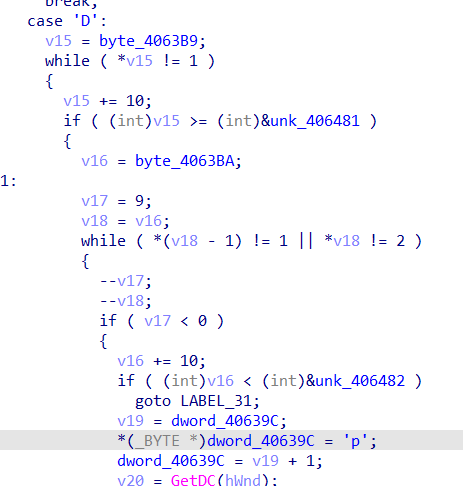 break;
case 'D':
v15 = byte_4063B9;
while ( *v15 != 1 )
{
v15 += 10;
if ( (int)v15 >= (int)&unk_406481 )
{
v16 = byte_4063BA;
1:
v17 = 9;
v18 = v16;
while ( *(v18 - 1) != 1 || *v18 != 2 )
{
--v17;
--v18;
if ( v17 < 0 )
{
v16 += 10;
if ( (int)v16 < (int)&unk_406482 )
goto LABEL_31;
v19 = dword_40639C;
*(_BYTE *)dword_40639C = 'p';
dword_40639C = v19 + 1;
v20 = GetDC(hWnd);